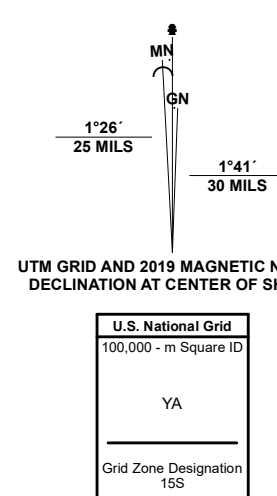 MN
GN
1°26´
25 MILS
1°41´
30 MILS
UTM GRID AND 2019 MAGNETIC
DECLINATION AT CENTER OF
U.S. National Grid
100,000 - m Square ID
YA
Grid Zone Designation
15S